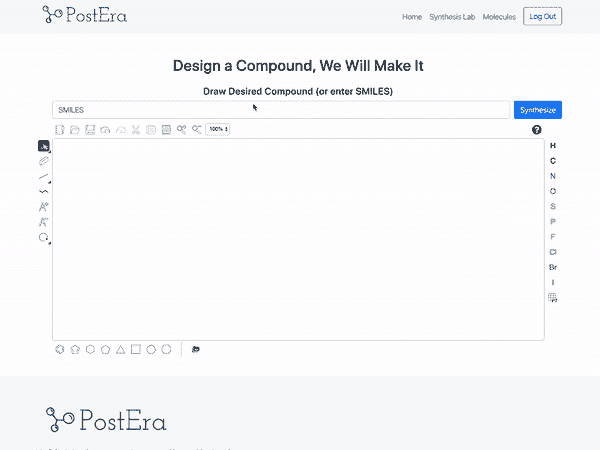 PostEra
Home Synthesis Lab Molecules Log Out
Design a Compound, We Will Make It
Draw Desired Compound (or enter SMILES)
SMILES Synthesize
100% ?
H
C
N
O
S
P
F
Cl
Br
I
PostEra